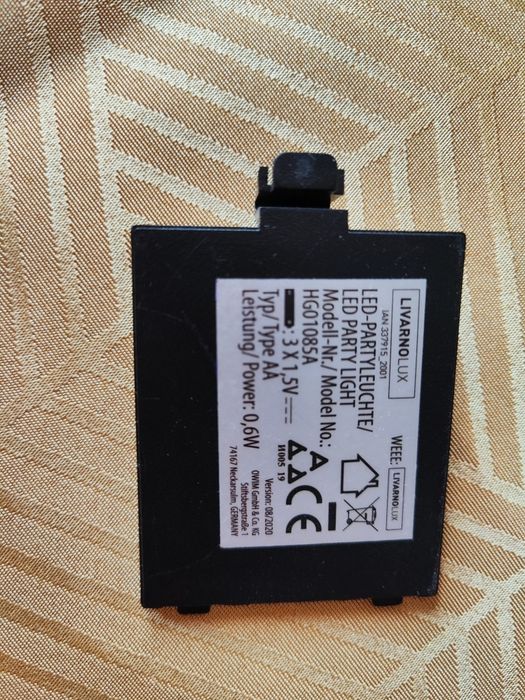 LIVARNOLUX
IAN 337915_2001
LED-PARTYLEUCHTE/
LED PARTY LIGHT
Modell-Nr./ Model No.:
HG01085A
: 3 X 1,5V
Typ/ Type AA
Leistung/ Power: 0,6W
WEEE: LIVARNOLUX
A
CE
H005 19
Version: 08/2020
OWIM GmbH & Co. KG
Stiftsbergstraße 1
74167 Neckarsulm, GERMANY